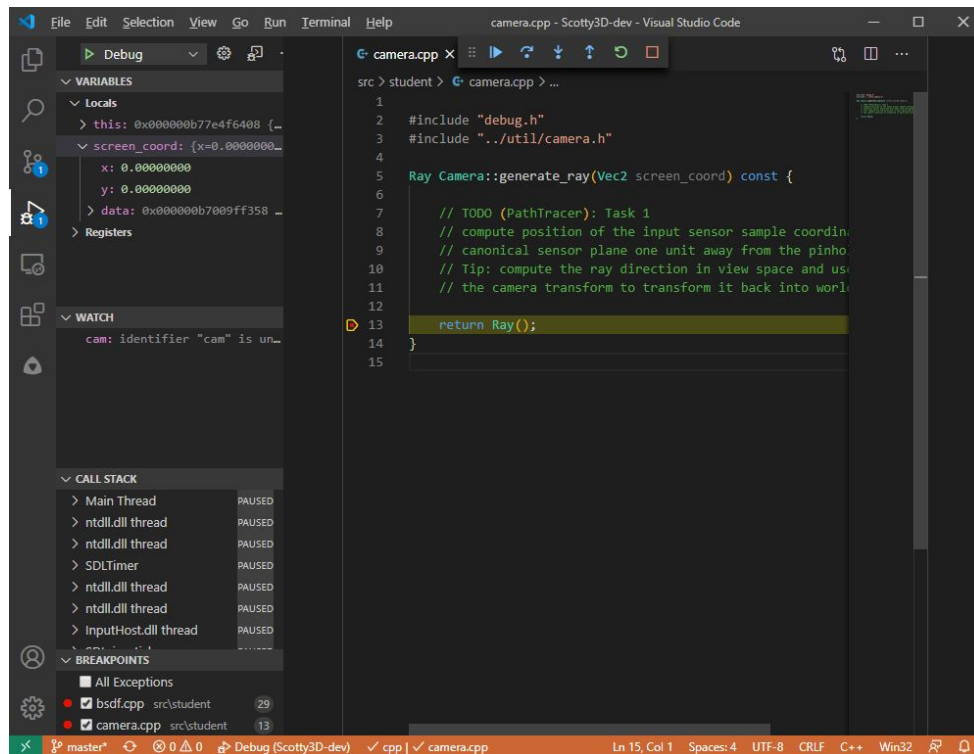 File Edit Selection View Go Run Terminal Help camera.cpp - Scotty3D-dev - Visual Studio Code
Debug
camera.cpp
src > student > camera.cpp > ...
VARIABLES
Locals
this: 0x000000b77e4f6408 {…
screen_coord: {x=0.0000000…
x: 0.00000000
y: 0.00000000
data: 0x000000b7009ff358 …
Registers
WATCH
cam: identifier "cam" is un…
CALL STACK
Main Thread PAUSED
ntdll.dll thread PAUSED
ntdll.dll thread PAUSED
SDLTimer PAUSED
ntdll.dll thread PAUSED
ntdll.dll thread PAUSED
InputHost.dll thread PAUSED
BREAKPOINTS
All Exceptions
bsdf.cpp src\student 29
camera.cpp src\student 13
1
2 #include "debug.h"
3 #include "../util/camera.h"
4
5 Ray Camera::generate_ray(Vec2 screen_coord) const {
6
7 // TODO (PathTracer): Task 1
8 // compute position of the input sensor sample coordin
9 // canonical sensor plane one unit away from the pinho
10 // Tip: compute the ray direction in view space and us
11 // the camera transform to transform it back into worl
12
13 return Ray();
14 }
15
1
1
master* 0 0 Debug (Scotty3D-dev) cpp | camera.cpp Ln 15, Col 1 Spaces: 4 UTF-8 CRLF C++ Win32